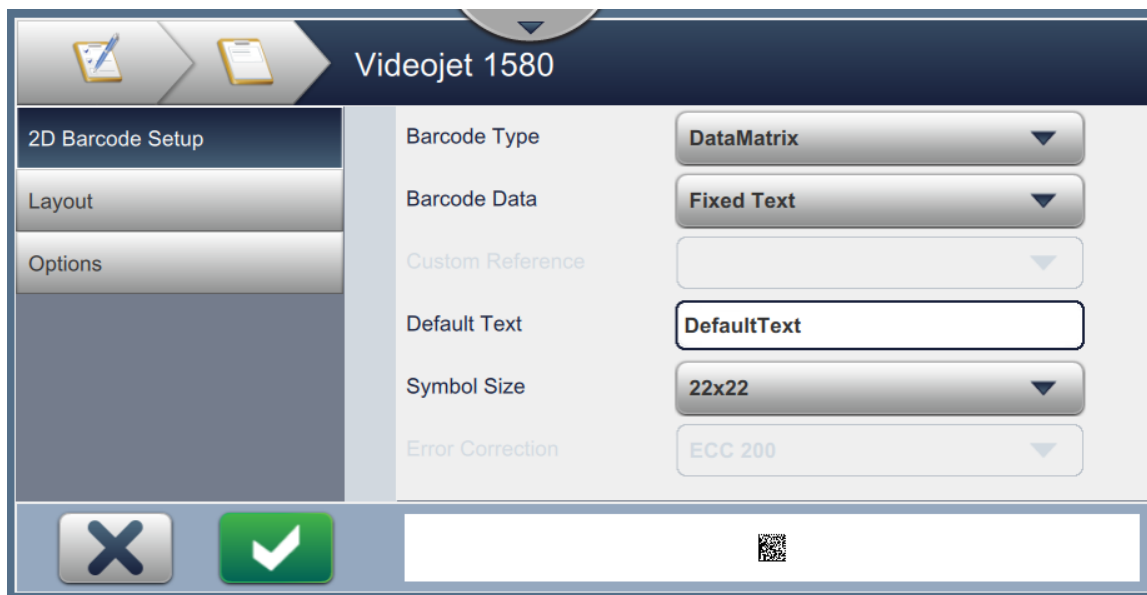 Videojet 1580
2D Barcode Setup
Layout
Options
Barcode Type
DataMatrix
Barcode Data
Fixed Text
Custom Reference
Default Text
DefaultText
Symbol Size
22x22
Error Correction
ECC 200